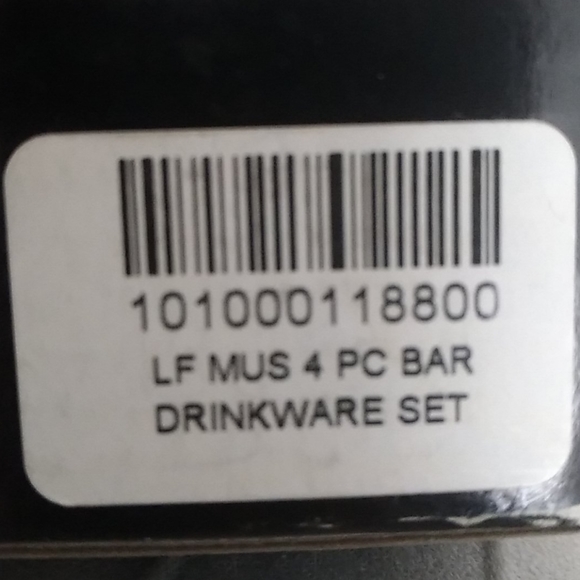 101000118800
LF MUS 4 PC BAR
DRINKWARE SET